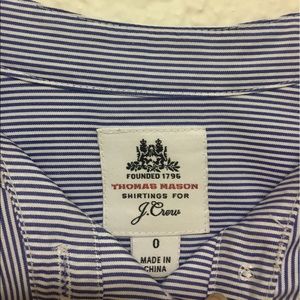 FOUNDED 1796
THOMAS MASON
SHIRTINGS FOR
J.Crew
0
MADE IN
CHINA